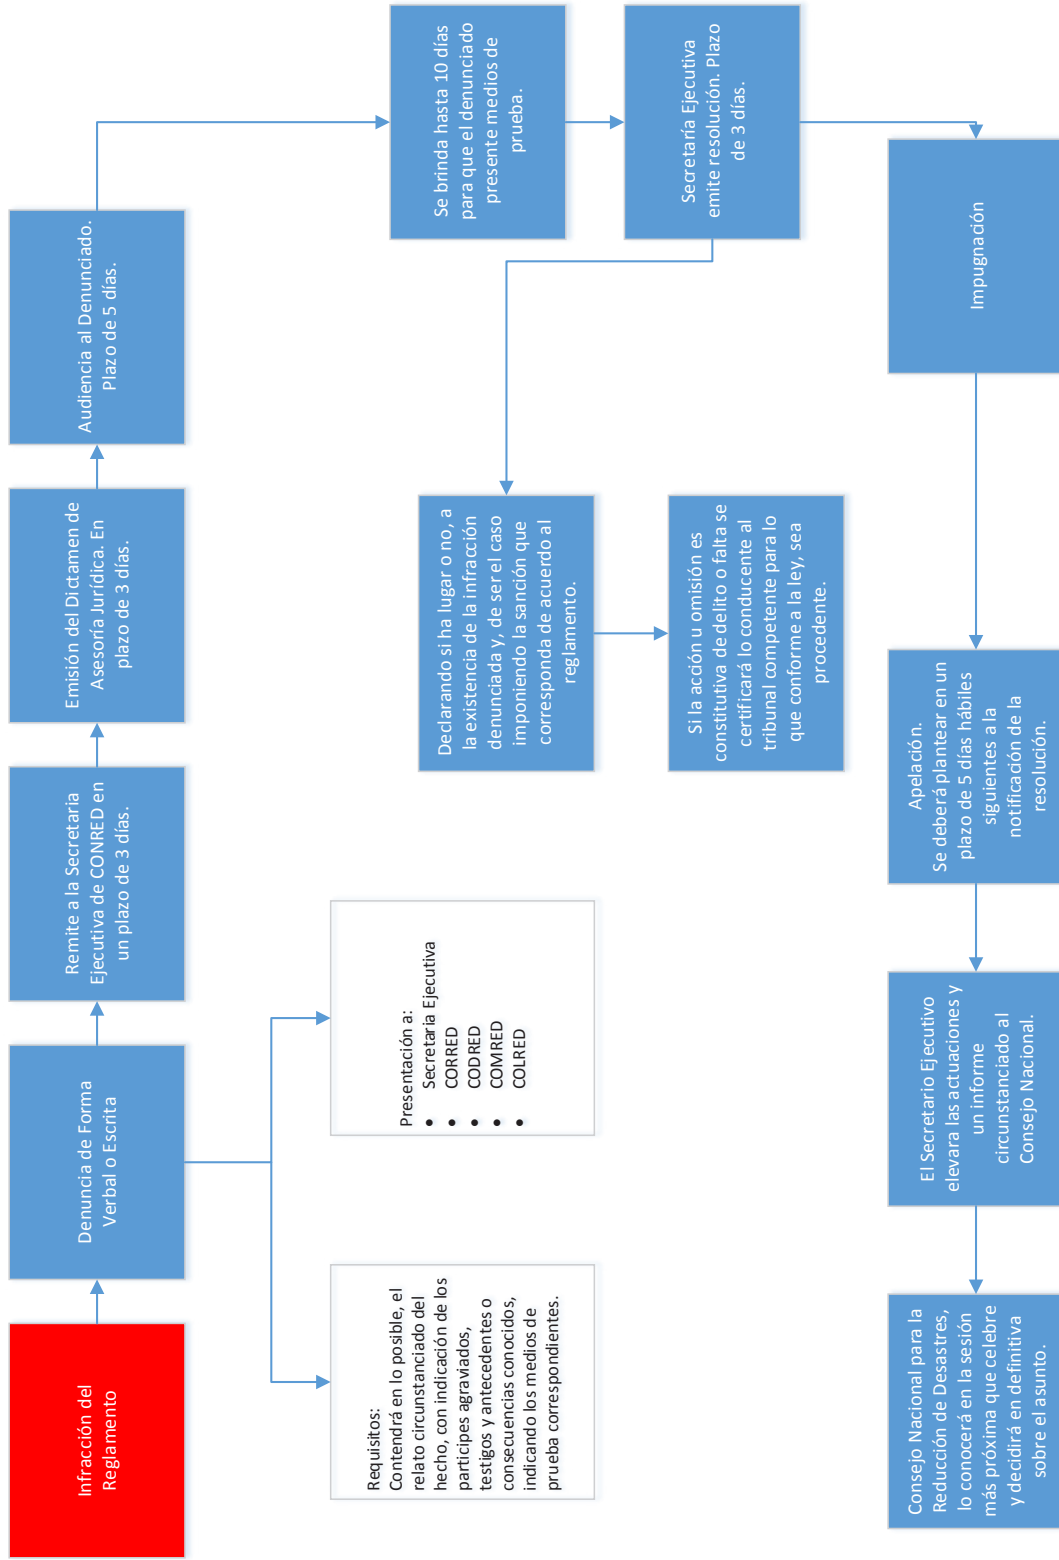 Infracción del
Reglamento
Denuncia de Forma
Verbal o Escrita
Remite a la Secretaria
Ejecutiva de CONRED en
un plazo de 3 días.
Emisión del Dictamen de
Asesoría Jurídica. En
plazo de 3 días.
Audiencia al Denunciado.
Plazo de 5 días.
Requisitos:
Contendrá en lo posible, el
relato circunstanciado del
hecho, con indicación de los
participes agraviados,
testigos y antecedentes o
consecuencias conocidos,
indicando los medios de
prueba correspondientes.
Presentación a:
• Secretaria Ejecutiva
• CORRED
• CODRED
• COMRED
• COLRED
Se brinda hasta 10 días
para que el denunciado
presente medios de
prueba.
Secretaría Ejecutiva
emite resolución. Plazo
de 3 días.
Declarando si ha lugar o no, a
la existencia de la infracción
denunciada y, de ser el caso
imponiendo la sanción que
corresponda de acuerdo al
reglamento.
Si la acción u omisión es
constitutiva de delito o falta se
certificará lo conducente al
tribunal competente para lo
que conforme a la ley, sea
procedente.
Impugnación
Apelación.
Se deberá plantear en un
plazo de 5 días hábiles
siguientes a la
notificación de la
resolución.
El Secretario Ejecutivo
elevara las actuaciones y
un informe
circunstanciado al
Consejo Nacional.
Consejo Nacional para la
Reducción de Desastres,
lo conocerá en la sesión
más próxima que celebre
y decidirá en definitiva
sobre el asunto.